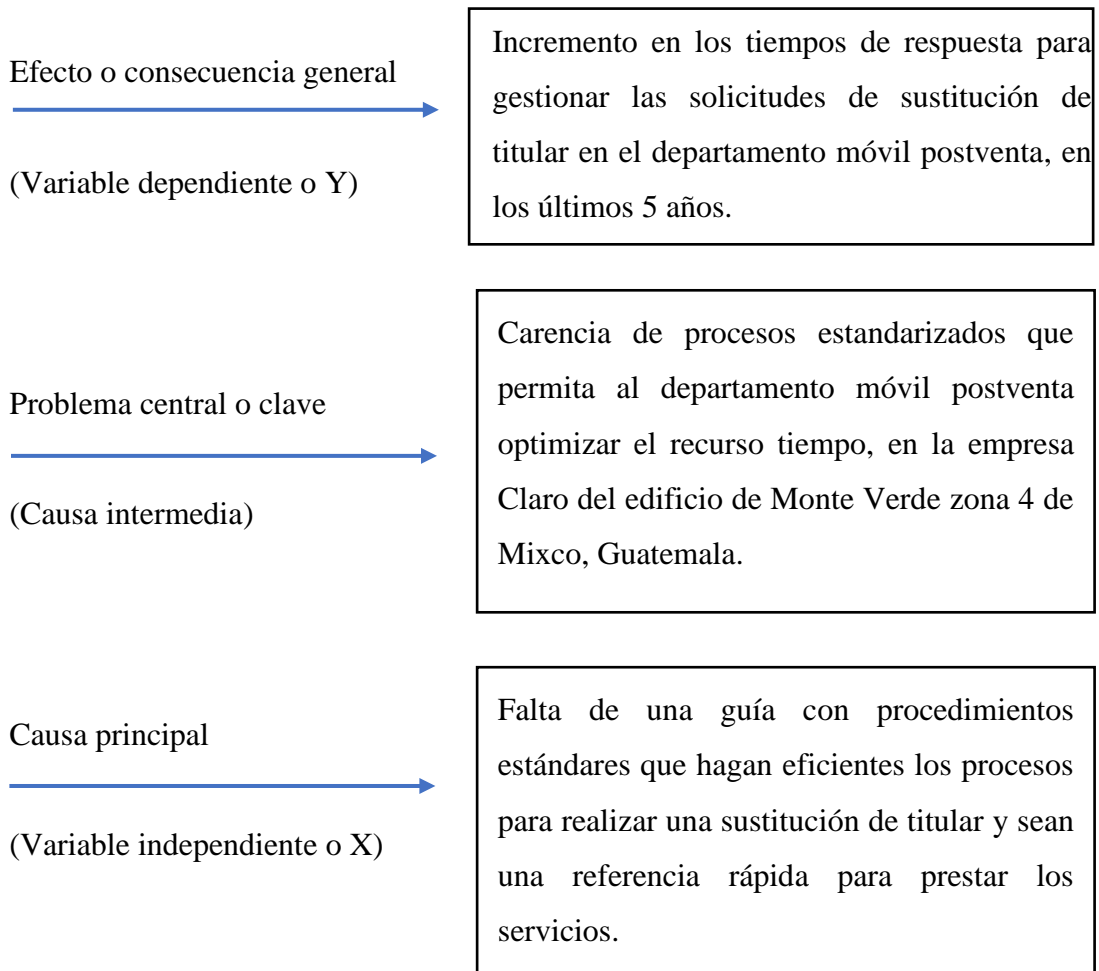 Efecto o consecuencia general
(Variable dependiente o Y)
Incremento en los tiempos de respuesta para
gestionar las solicitudes de sustitución de
titular en el departamento móvil postventa, en
los últimos 5 años.
Problema central o clave
(Causa intermedia)
Carencia de procesos estandarizados que
permita al departamento móvil postventa
optimizar el recurso tiempo, en la empresa
Claro del edificio de Monte Verde zona 4 de
Mixco, Guatemala.
Causa principal
(Variable independiente o X)
Falta de una guía con procedimientos
estándares que hagan eficientes los procesos
para realizar una sustitución de titular y sean
una referencia rápida para prestar los
servicios.